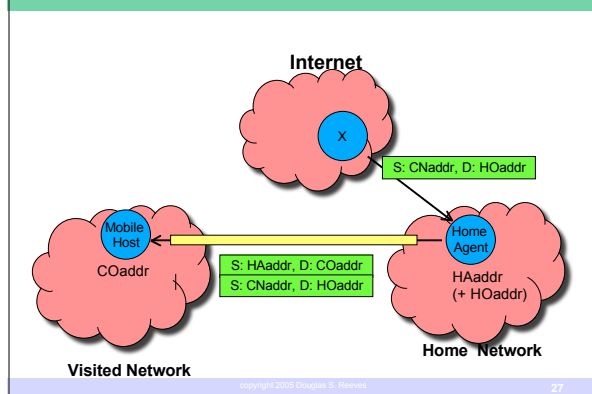 Internet
X
S: CNaddr, D: HOaddr
Mobile
Host
COaddr
Home
Agent
HAaddr
(+ HOaddr)
S: HAaddr, D: COaddr
S: CNaddr, D: HOaddr
Home Network
Visited Network
copyright 2005 Douglas S. Reeves
27